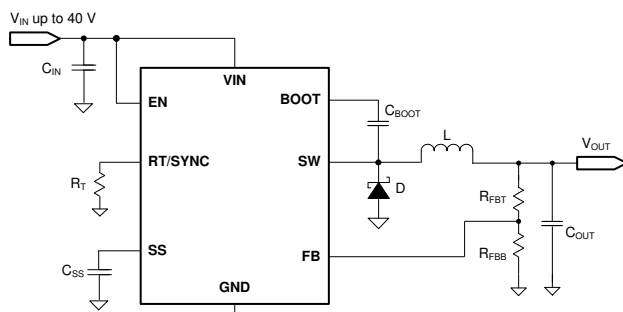 V_IN up to 40 V
C_IN
VIN
EN
BOOT
C_BOOT
L
V_OUT
RT/SYNC
SW
R_T
D
R_FBT
C_OUT
SS
FB
R_FBB
C_SS
GND